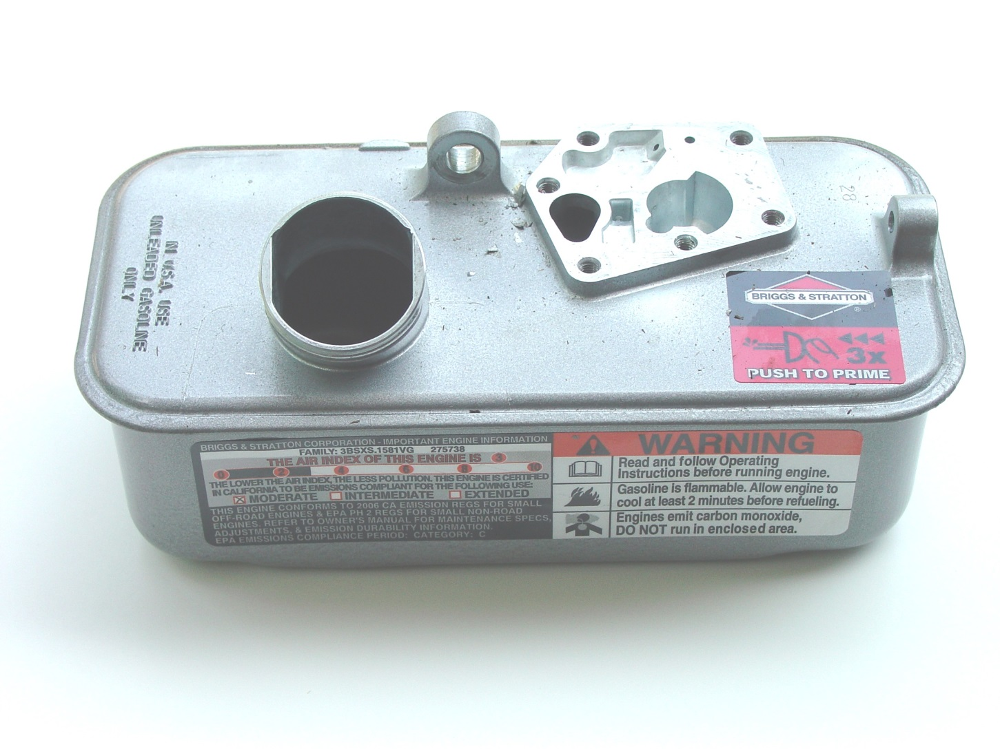 IN USA. USE
UNLEADED GASOLINE
ONLY
28
BRIGGS & STRATTON
®
3x
PUSH TO PRIME
BRIGGS & STRATTON CORPORATION - IMPORTANT ENGINE INFORMATION
FAMILY: 3BSXS.1581VG 275738
THE AIR INDEX OF THIS ENGINE IS 3
0 2 4 6 8 10
THE LOWER THE AIR INDEX, THE LESS POLLUTION. THIS ENGINE IS CERTIFIED
IN CALIFORNIA TO BE EMISSIONS COMPLIANT FOR THE FOLLOWING USE:
MODERATE INTERMEDIATE EXTENDED
THIS ENGINE CONFORMS TO 2006 CA EMISSION REGS FOR SMALL
OFF-ROAD ENGINES & EPA PH 2 REGS FOR SMALL NON-ROAD
ENGINES. REFER TO OWNER'S MANUAL FOR MAINTENANCE SPECS,
ADJUSTMENTS, & EMISSION DURABILITY INFORMATION.
EPA EMISSIONS COMPLIANCE PERIOD: CATEGORY: C
WARNING
Read and follow Operating
Instructions before running engine.
Gasoline is flammable. Allow engine to
cool at least 2 minutes before refueling.
Engines emit carbon monoxide,
DO NOT run in enclosed area.